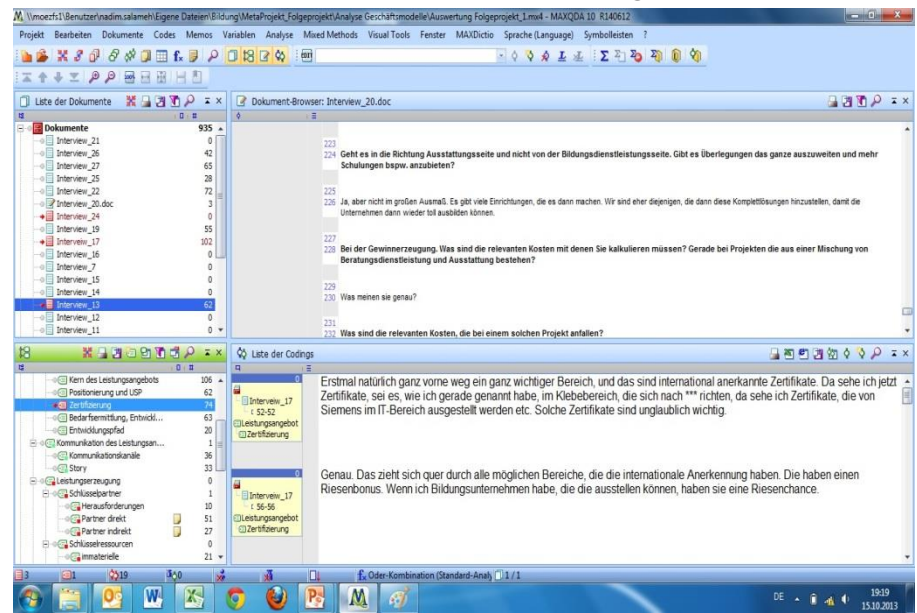 \\moezfs1\Benutzer\nadim.salameh\Eigene Dateien\Bildung\MetaProjekt_Folgeprojekt\Analyse Geschäftsmodelle\Auswertung Folgeprojekt_1.mx4 - MAXQDA 10 R140612
Projekt Bearbeiten Dokumente Codes Memos Variablen Analyse Mixed Methods Visual Tools Fenster MAXDictio Sprache (Language) Symbolleisten ?
Liste der Dokumente
Dokumente 935
Interview_21 0
Interview_26 42
Interview_27 65
Interview_25 28
Interview_22 72
Interview_20.doc 3
Interview_24 0
Interview_19 55
Interveiw_17 102
Interview_16 0
Interview_7 0
Interview_15 0
Interview_14 0
Interview_13 62
Interview_12 0
Interview_11 0
Dokument-Browser: Interview_20.doc
223
224 Geht es in die Richtung Ausstattungsseite und nicht von der Bildungsdienstleistungsseite. Gibt es Überlegungen das ganze auszuweiten und mehr
Schulungen bspw. anzubieten?
225
226 Ja, aber nicht im großen Ausmaß. Es gibt viele Einrichtungen, die es dann machen. Wir sind eher diejenigen, die dann diese Komplettlösungen hinzustellen, damit die
Unternehmen dann wieder toll ausbilden können.
227
228 Bei der Gewinnerzeugung. Was sind die relevanten Kosten mit denen Sie kalkulieren müssen? Gerade bei Projekten die aus einer Mischung von
Beratungsdienstleistung und Ausstattung bestehen?
229
230 Was meinen sie genau?
231
232 Was sind die relevanten Kosten, die bei einem solchen Projekt anfallen?
Kern des Leistungsangebots 106
Positionierung und USP 62
Zertifizierung 74
Bedarfsermittlung, Entwickl... 63
Entwicklungspfad 20
Kommunikation des Leistungsan... 1
Kommunikationskanäle 36
Story 33
Leistungserzeugung 0
Schlüsselpartner 1
Herausforderungen 10
Partner direkt 51
Partner indrekt 27
Schlüsselressourcen 0
immaterielle 21
Liste der Codings
0
Interveiw_17
52-52
Leistungsangebot
Zertifizierung
Erstmal natürlich ganz vorne weg ein ganz wichtiger Bereich, und das sind international anerkannte Zertifikate. Da sehe ich jetzt
Zertifikate, sei es, wie ich gerade genannt habe, im Klebebereich, die sich nach *** richten, da sehe ich Zertifikate, die von
Siemens im IT-Bereich ausgestellt werden etc. Solche Zertifikate sind unglaublich wichtig.
0
Interveiw_17
56-56
Leistungsangebot
Zertifizierung
Genau. Das zieht sich quer durch alle möglichen Bereiche, die die internationale Anerkennung haben. Die haben einen
Riesenbonus. Wenn ich Bildungsunternehmen habe, die die ausstellen können, haben sie eine Riesenchance.
3 1 19 0 Oder-Kombination (Standard-Analy 1 / 1
DE 19:19
15.10.2013